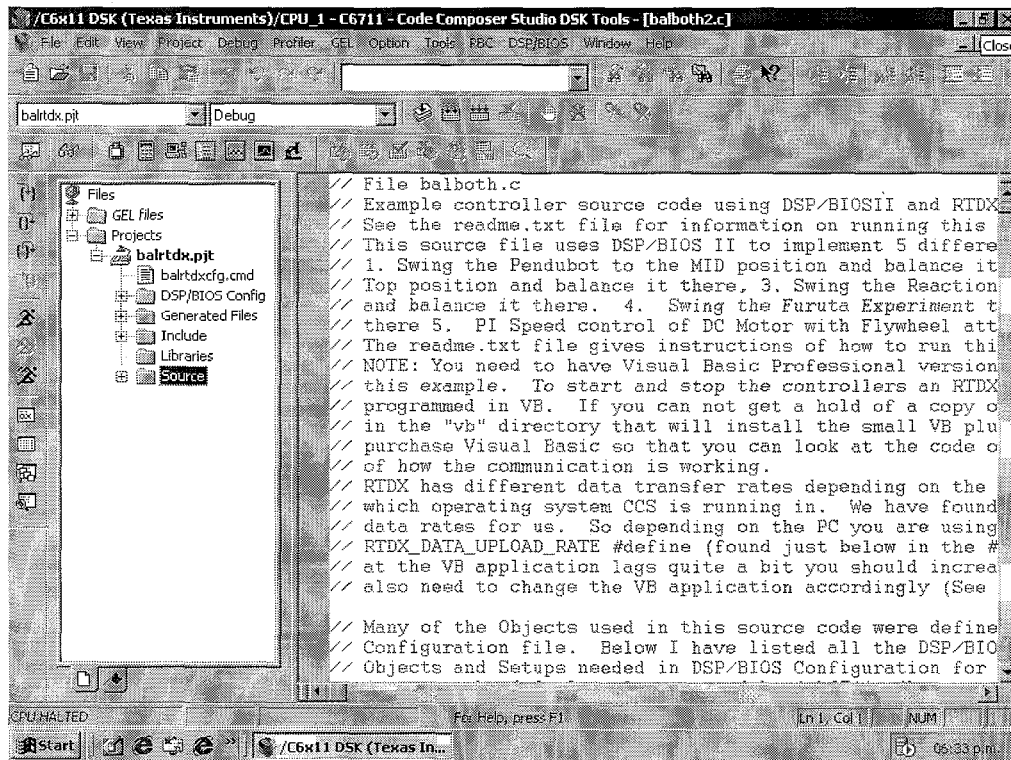 /C6x11 DSK (Texas Instruments)/CPU_1 - C6711 - Code Composer Studio DSK Tools - [balboth2.c]
File Edit View Project Debug Profiler GEL Option Tools PBC DSP/BIOS Window Help
Close
balrtdx.pjt Debug
Files
GEL files
Projects
balrtdx.pjt
balrtdxcfg.cmd
DSP/BIOS Config
Generated Files
Include
Libraries
Source
// File balboth.c
// Example controller source code using DSP/BIOSII and RTDX
// See the readme.txt file for information on running this
// This source file uses DSP/BIOS II to implement 5 differe
// 1. Swing the Pendubot to the MID position and balance it
// Top position and balance it there, 3. Swing the Reaction
// and balance it there.  4.  Swing the Furuta Experiment t
// there 5.  PI Speed control of DC Motor with Flywheel att
// The readme.txt file gives instructions of how to run thi
// NOTE: You need to have Visual Basic Professional version
// this example.  To start and stop the controllers an RTDX
// programmed in VB.  If you can not get a hold of a copy o
// in the "vb" directory that will install the small VB plu
// purchase Visual Basic so that you can look at the code o
// of how the communication is working.
// RTDX has different data transfer rates depending on the
// which operating system CCS is running in.  We have found
// data rates for us.  So depending on the PC you are using
// RTDX_DATA_UPLOAD_RATE #define (found just below in the #
// at the VB application lags quite a bit you should increa
// also need to change the VB application accordingly (See
// Many of the Objects used in this source code were define
// Configuration file.  Below I have listed all the DSP/BIO
// Objects and Setups needed in DSP/BIOS Configuration for
CPU HALTED For Help, press F1 Ln 1, Col 1 NUM
Start /C6x11 DSK (Texas In... 06:33 p.m.